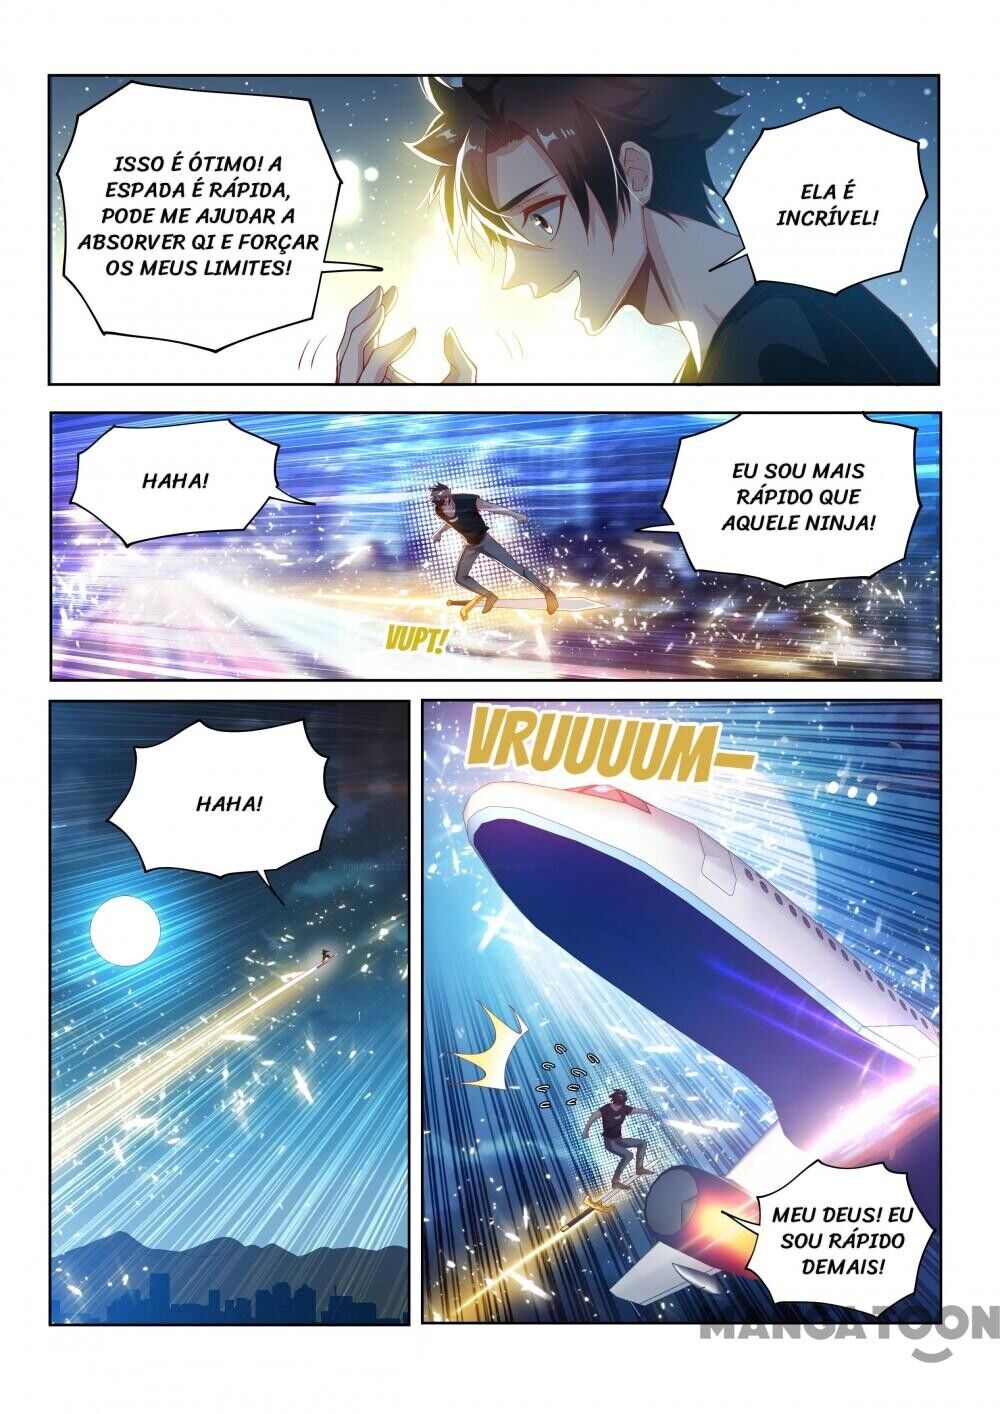 ISSO É ÓTIMO! A
ESPADA É RÁPIDA,
PODE ME AJUDAR A
ABSORVER QI E FORÇAR
OS MEUS LIMITES!
ELA É
INCRÍVEL!
HAHA!
EU SOU MAIS
RÁPIDO QUE
AQUELE NINJA!
VUPT!
HAHA!
VRUUUUM—
...
MEU DEUS! EU
SOU RÁPIDO
DEMAIS!
MANGATOON